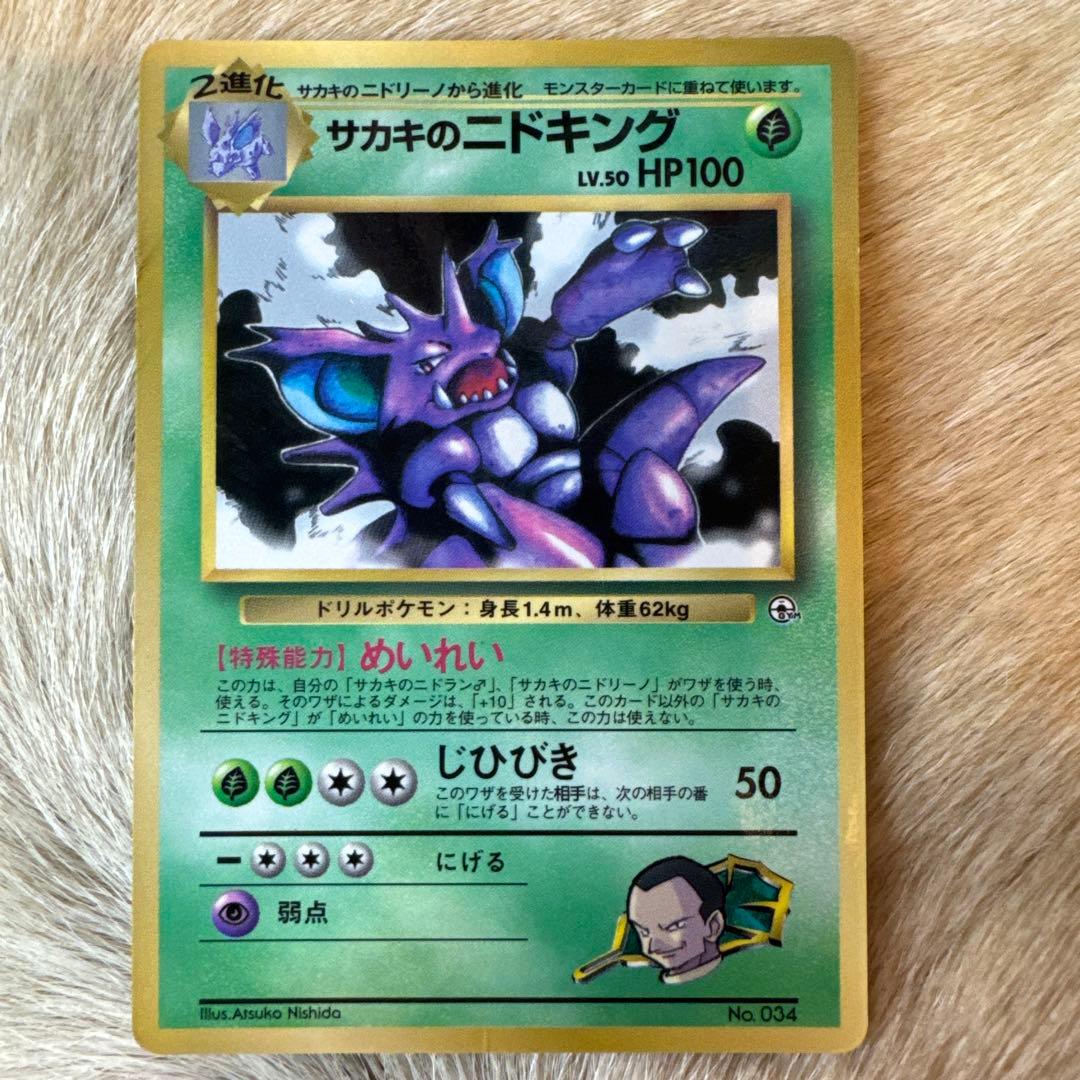 2進化 サカキのニドリーノから進化 モンスターカードに重ねて使います。
サカキのニドキング
LV.50 HP100
ドリルポケモン：身長1.4m、体重62kg
GYM
【特殊能力】めいれい
この力は、自分の「サカキのニドラン♂」、「サカキのニドリーノ」がワザを使う時、
使える。そのワザによるダメージは、「+10」される。このカード以外の「サカキの
ニドキング」が「めいれい」の力を使っている時、この力は使えない。
じひびき
このワザを受けた相手は、次の相手の番
に「にげる」ことができない。
50
にげる
弱点
Illus.Atsuko Nishida
No. 034